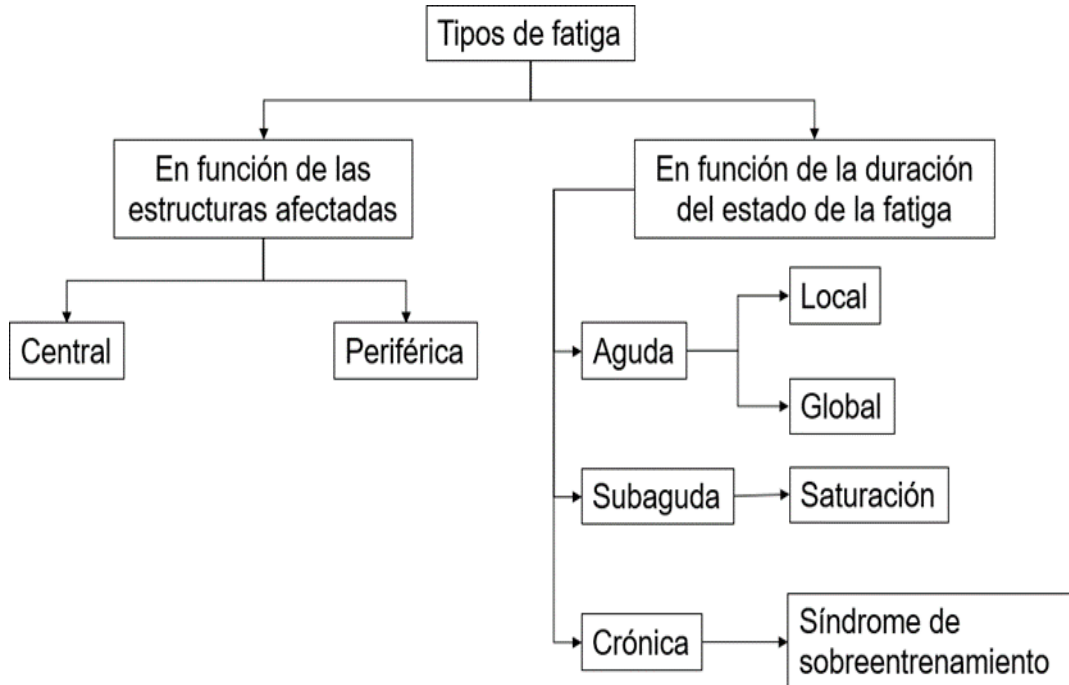 Tipos de fatiga
En función de las
estructuras afectadas
En función de la duración
del estado de la fatiga
Central
Periférica
Aguda
Local
Global
Subaguda
Saturación
Crónica
Síndrome de
sobreentrenamiento